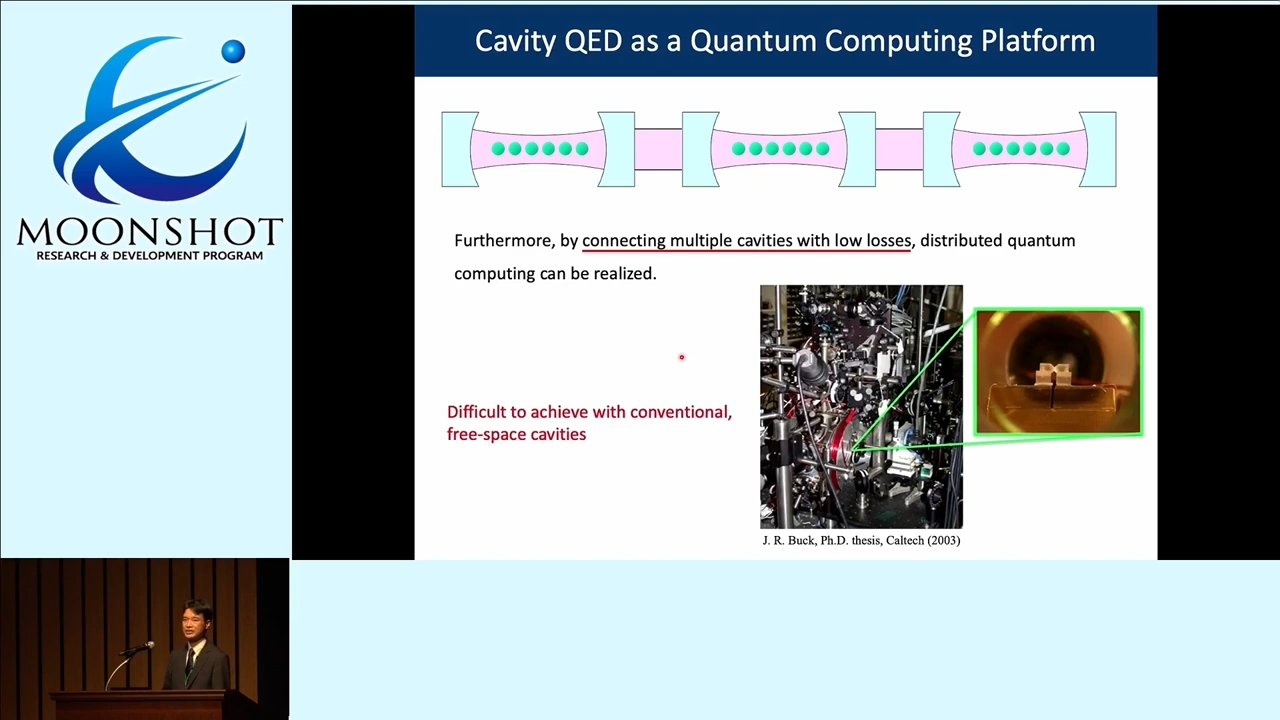 Cavity QED as a Quantum Computing Platform
MOONSHOT
RESEARCH & DEVELOPMENT PROGRAM
Furthermore, by connecting multiple cavities with low losses, distributed quantum
computing can be realized.
Difficult to achieve with conventional,
free-space cavities
J. R. Buck, Ph.D. thesis, Caltech (2003)